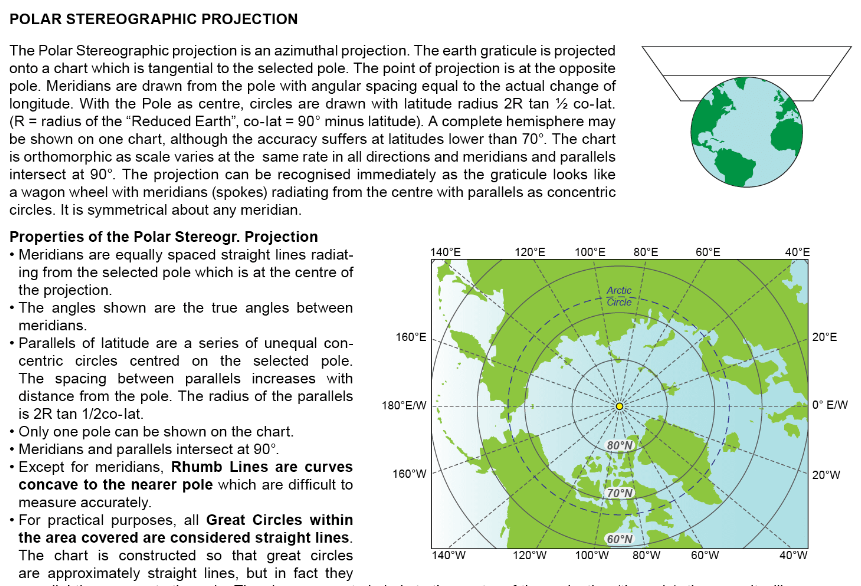 POLAR STEREOGRAPHIC PROJECTION
The Polar Stereographic projection is an azimuthal projection. The earth graticule is projected
onto a chart which is tangential to the selected pole. The point of projection is at the opposite
pole. Meridians are drawn from the pole with angular spacing equal to the actual change of
longitude. With the Pole as centre, circles are drawn with latitude radius 2R tan ½ co-lat.
(R = radius of the “Reduced Earth”, co-lat = 90° minus latitude). A complete hemisphere may
be shown on one chart, although the accuracy suffers at latitudes lower than 70°. The chart
is orthomorphic as scale varies at the same rate in all directions and meridians and parallels
intersect at 90°. The projection can be recognised immediately as the graticule looks like
a wagon wheel with meridians (spokes) radiating from the centre with parallels as concentric
circles. It is symmetrical about any meridian.
Properties of the Polar Stereogr. Projection
• Meridians are equally spaced straight lines radiat-
ing from the selected pole which is at the centre of
the projection.
• The angles shown are the true angles between
meridians.
• Parallels of latitude are a series of unequal con-
centric circles centred on the selected pole.
The spacing between parallels increases with
distance from the pole. The radius of the parallels
is 2R tan 1/2co-lat.
• Only one pole can be shown on the chart.
• Meridians and parallels intersect at 90°.
• Except for meridians, Rhumb Lines are curves
concave to the nearer pole which are difficult to
measure accurately.
• For practical purposes, all Great Circles within
the area covered are considered straight lines.
The chart is constructed so that great circles
are approximately straight lines, but in fact they
140°E 120°E 100°E 80°E 60°E 40°E
Arctic
Circle
160°E 20°E
180°E/W 0° E/W
80°N
160°W 20°W
70°N
60°N
140°W 120°W 100°W 80°W 60°W 40°W